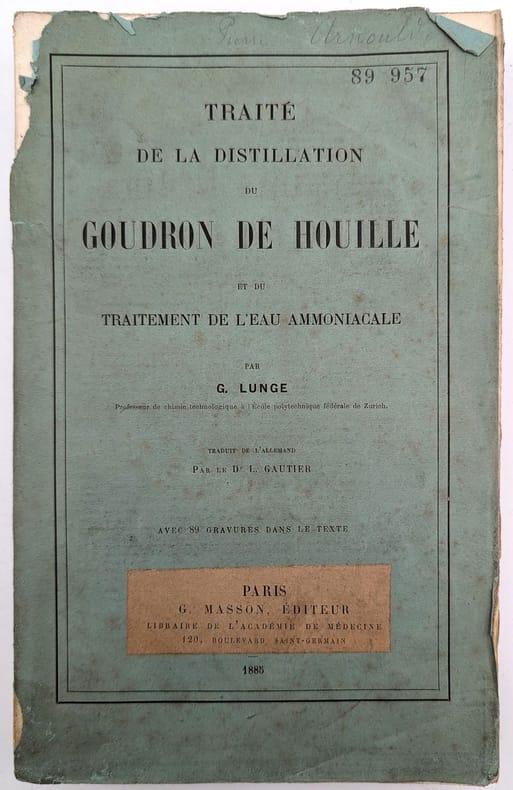 Pierre Arnould
89 957
TRAITÉ
DE LA DISTILLATION
DU
GOUDRON DE HOUILLE
ET DU
TRAITEMENT DE L'EAU AMMONIACALE
PAR
G. LUNGE
Professeur de chimie technologique à l'École polytechnique fédérale de Zurich.
TRADUIT DE L'ALLEMAND
PAR LE Dr L. GAUTIER
AVEC 89 GRAVURES DANS LE TEXTE
PARIS
G. MASSON, ÉDITEUR
LIBRAIRE DE L'ACADÉMIE DE MÉDECINE
120, BOULEVARD SAINT-GERMAIN
1885